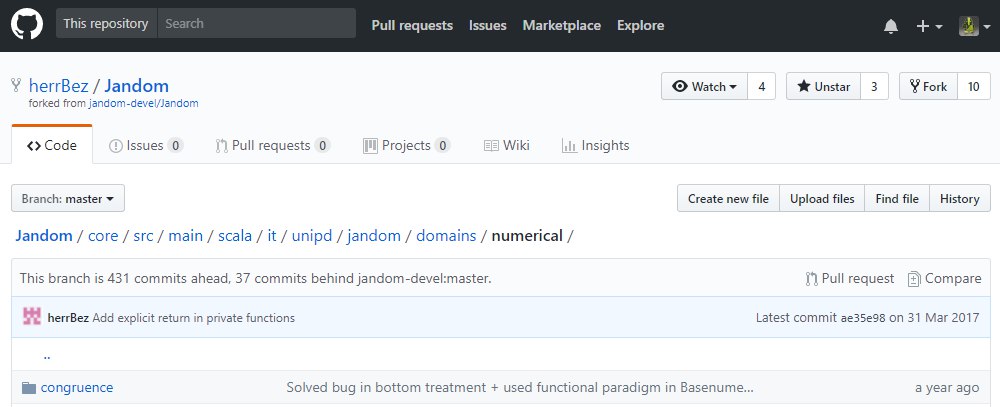 This repository Search Pull requests Issues Marketplace Explore
herrBez / Jandom Watch 4 Unstar 3 Fork 10
forked from jandom-devel/Jandom
Code Issues 0 Pull requests 0 Projects 0 Wiki Insights
Branch: master Create new file Upload files Find file History
Jandom / core / src / main / scala / it / unipd / jandom / domains / numerical /
This branch is 431 commits ahead, 37 commits behind jandom-devel:master. Pull request Compare
herrBez Add explicit return in private functions Latest commit ae35e98 on 31 Mar 2017
..
congruence Solved bug in bottom treatment + used functional paradigm in Basenume... a year ago